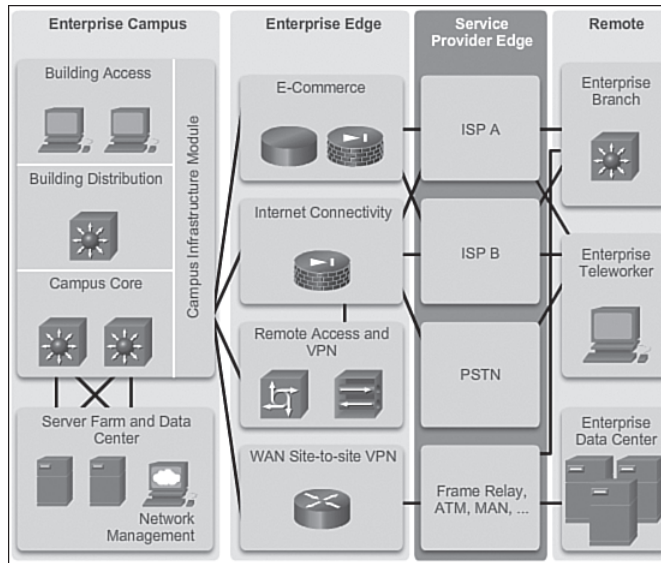 Enterprise Campus
Building Access
Building Distribution
Campus Core
Campus Infrastructure Module
Server Farm and Data
Center
Network
Management
Enterprise Edge
E-Commerce
Internet Connectivity
Remote Access and
VPN
WAN Site-to-site VPN
Service
Provider Edge
ISP A
ISP B
PSTN
Frame Relay,
ATM, MAN, ...
Remote
Enterprise
Branch
Enterprise
Teleworker
Enterprise
Data Center